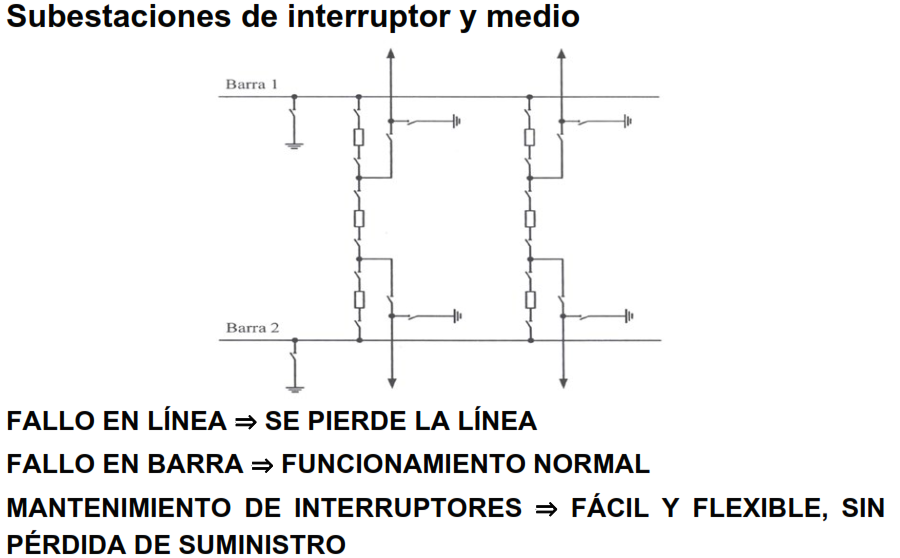 Subestaciones de interruptor y medio
Barra 1
Barra 2
FALLO EN LÍNEA ⇒ SE PIERDE LA LÍNEA
FALLO EN BARRA ⇒ FUNCIONAMIENTO NORMAL
MANTENIMIENTO DE INTERRUPTORES ⇒ FÁCIL Y FLEXIBLE, SIN
PÉRDIDA DE SUMINISTRO